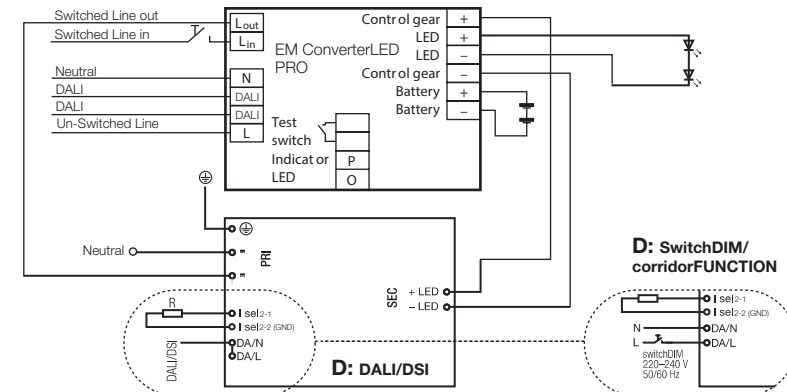 Switched Line out
Switched Line in
Neutral
DALI
DALI
Un-Switched Line
Lout
Lin
N
DALI
DALI
L
EM ConverterLED
PRO
Test
switch
Indicator
LED
P
O
Control gear +
LED +
LED –
Control gear –
Battery +
Battery –
Neutral
PRI
SEC
+ LED
– LED
R
I sel2-1
I sel2-2 (GND)
DA/N
DA/L
DALI/DSI
D: DALI/DSI
D: SwitchDIM/
corridorFUNCTION
I sel2-1
I sel2-2 (GND)
N
DA/N
L
DA/L
switchDIM
220–240 V
50/60 Hz